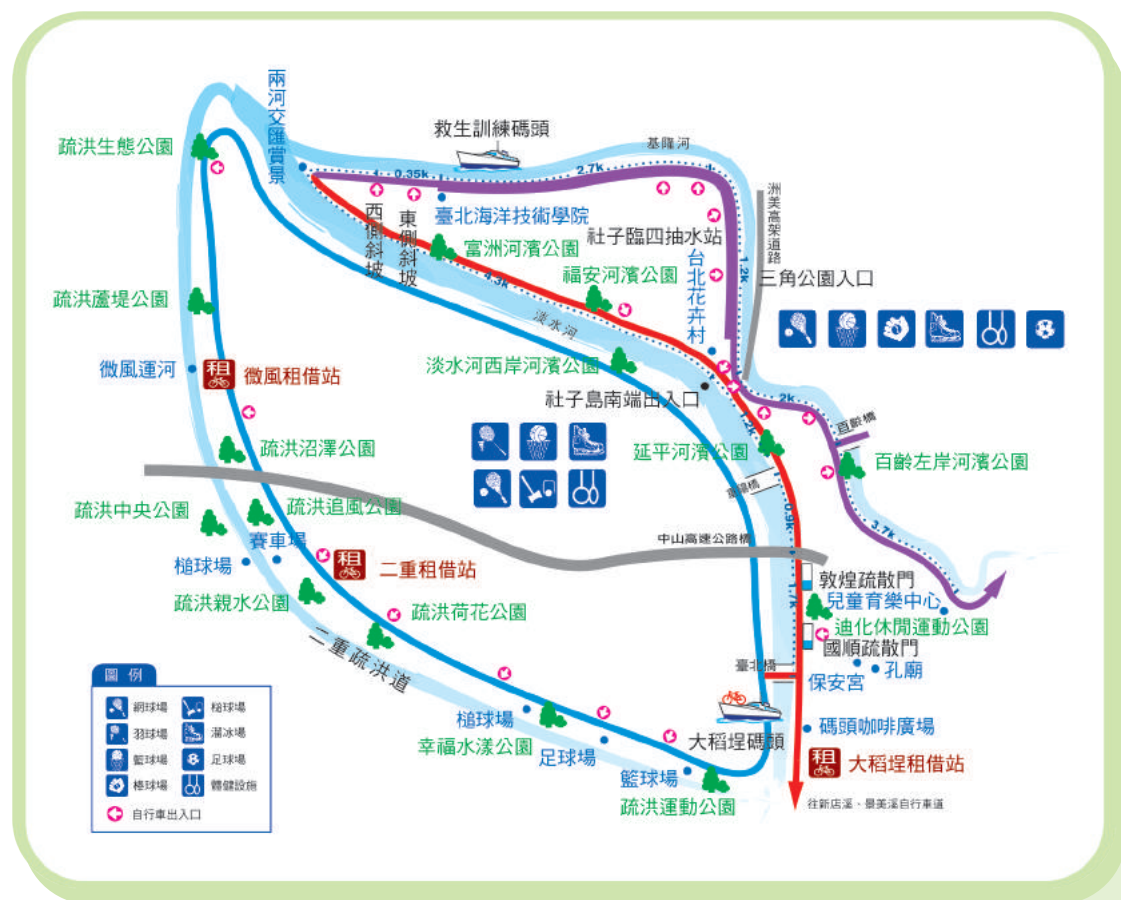 兩河交匯賞景
疏洪生態公園
救生訓練碼頭
基隆河
0.35k
2.7k
洲美高架道路
西側斜坡
東側斜坡
臺北海洋技術學院
社子臨四抽水站
富洲河濱公園
福安河濱公園
4.3k
1.2k
台北花卉村
三角公園入口
疏洪蘆堤公園
淡水河
微風運河
租
微風租借站
淡水河西岸河濱公園
社子島南端出入口
2k
百齡橋
1.2k
延平河濱公園
百齡左岸河濱公園
疏洪沼澤公園
重陽橋
疏洪中央公園
疏洪追風公園
0.9k
3.7k
賽車場
槌球場
中山高速公路橋
租
二重租借站
敦煌疏散門
兒童育樂中心
疏洪親水公園
疏洪荷花公園
1.7k
迪化休閒運動公園
國順疏散門
二重疏洪道
臺北橋
孔廟
保安宮
槌球場
幸福水漾公園
足球場
大稻埕碼頭
碼頭咖啡廣場
籃球場
租
大稻埕租借站
疏洪運動公園
往新店溪、景美溪自行車道
圖例
網球場
槌球場
羽球場
溜冰場
籃球場
足球場
棒球場
體健設施
自行車出入口